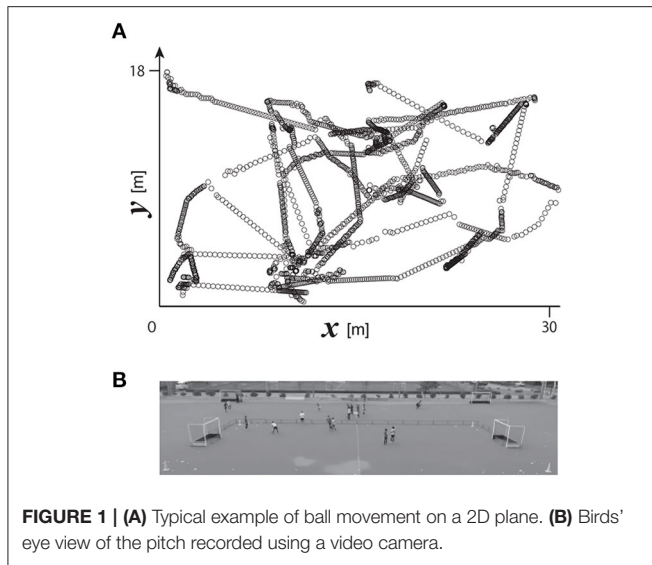 A
18
y [m]
0
x [m]
30
B
FIGURE 1 | (A) Typical example of ball movement on a 2D plane. (B) Birds’
eye view of the pitch recorded using a video camera.